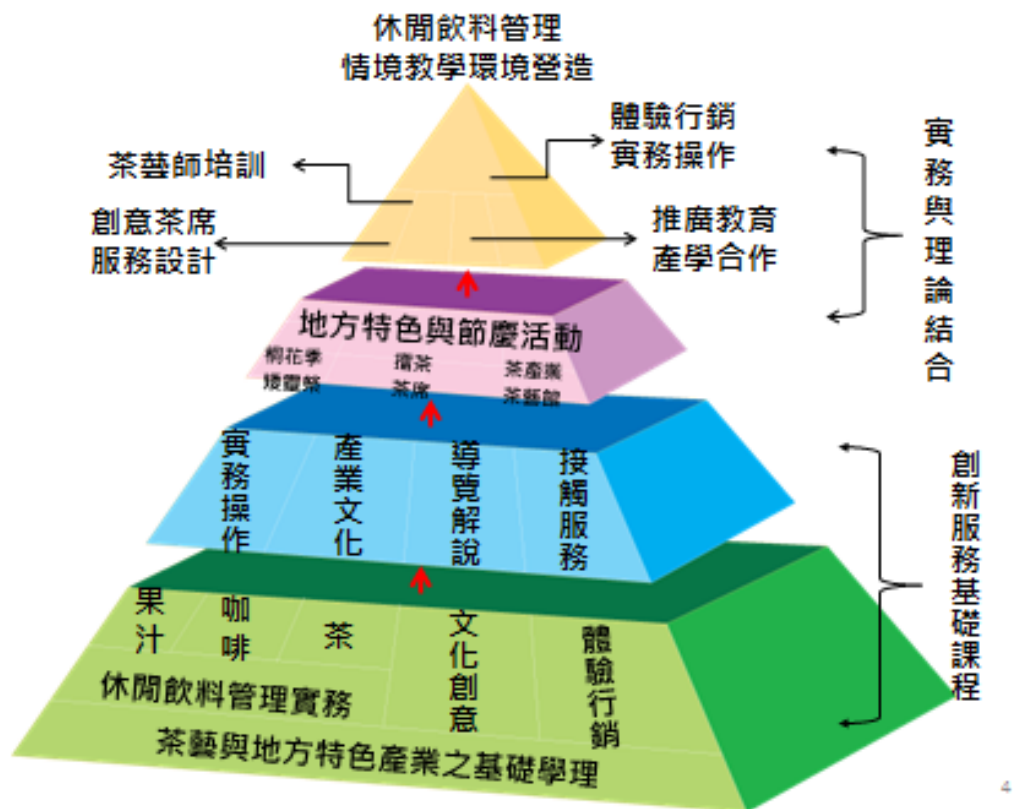 休閒飲料管理
情境教學環境營造
體驗行銷
實務操作
茶藝師培訓
創意茶席
服務設計
推廣教育
產學合作
實務與理論結合
地方特色與節慶活動
桐花季
擂茶
茶產業
矮靈祭
茶席
茶藝館
實務操作
產業文化
導覽解說
接觸服務
創新服務基礎課程
果汁
咖啡
茶
文化創意
體驗行銷
休閒飲料管理實務
茶藝與地方特色產業之基礎學理
4